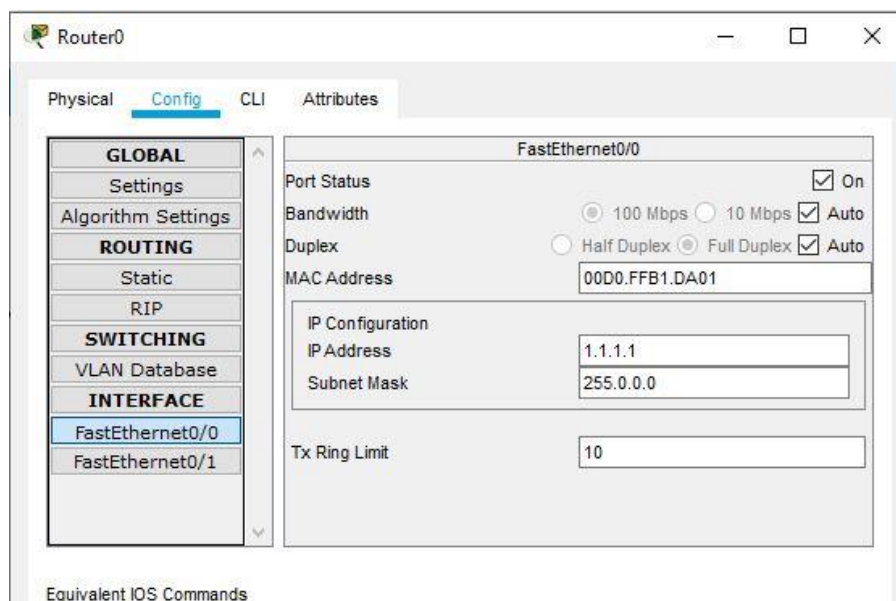 Router0
Physical Config CLI Attributes
GLOBAL
Settings
Algorithm Settings
ROUTING
Static
RIP
SWITCHING
VLAN Database
INTERFACE
FastEthernet0/0
FastEthernet0/1
FastEthernet0/0
Port Status On
Bandwidth 100 Mbps 10 Mbps Auto
Duplex Half Duplex Full Duplex Auto
MAC Address 00D0.FFB1.DA01
IP Configuration
IP Address 1.1.1.1
Subnet Mask 255.0.0.0
Tx Ring Limit 10
Equivalent IOS Commands